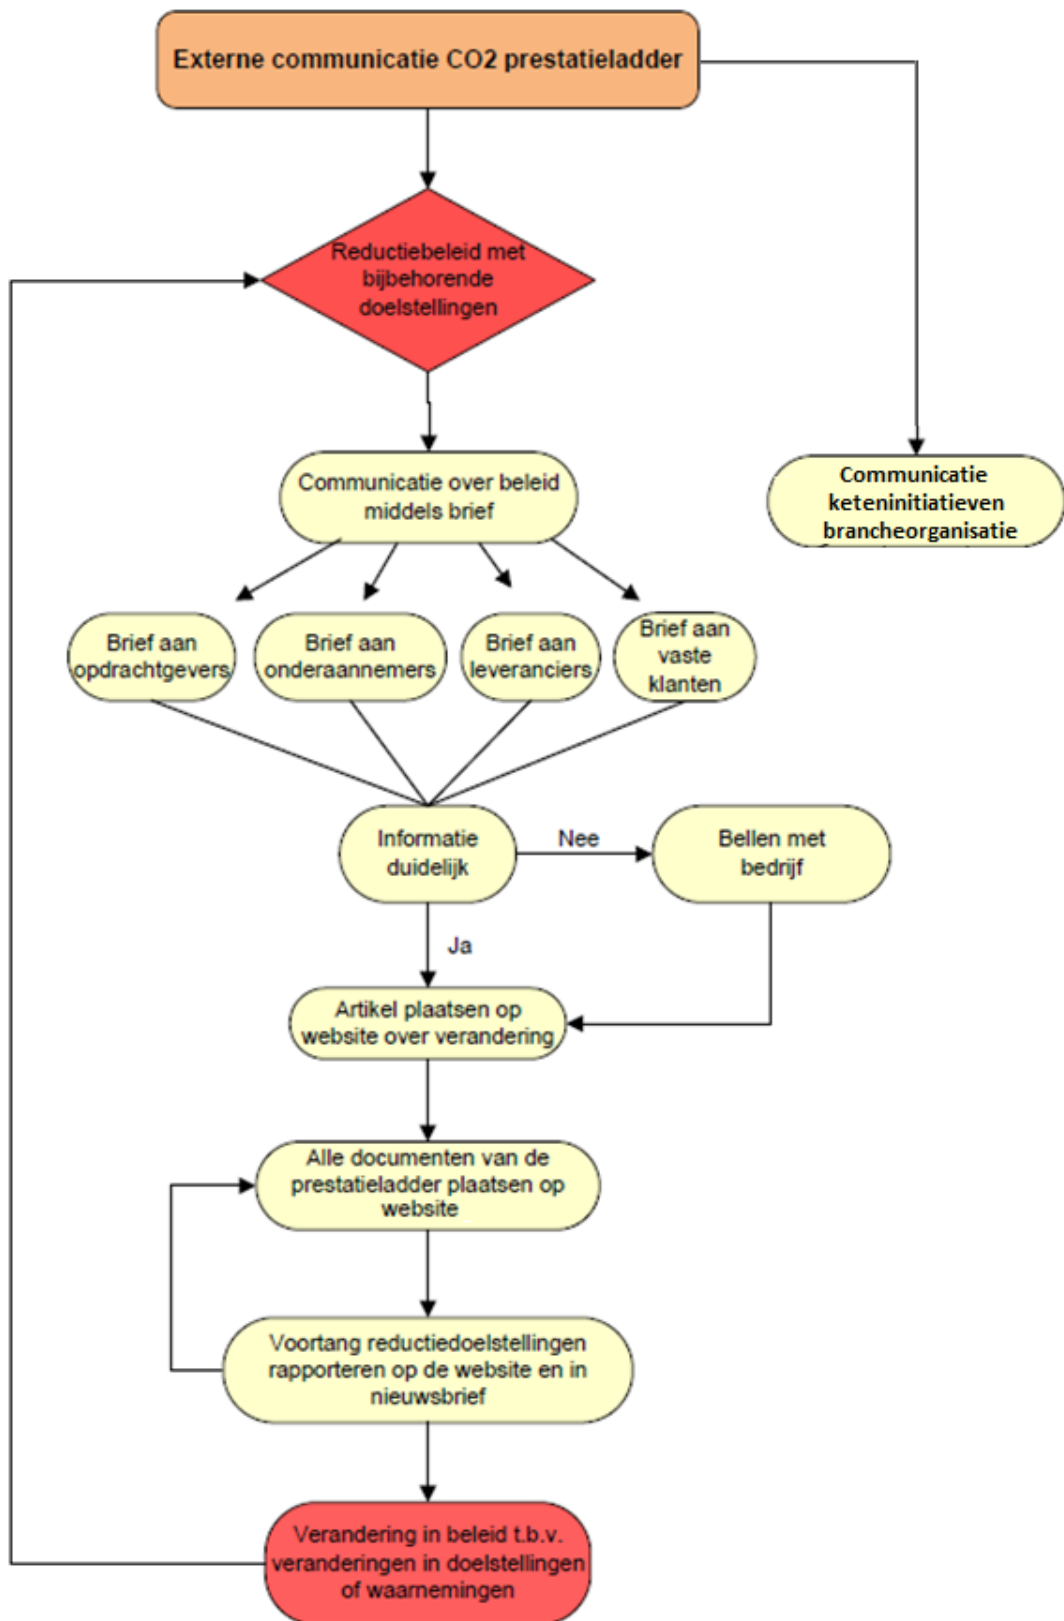 Externe communicatie CO2 prestatieladder
Reductiebeleid met
bijbehorende
doelstellingen
Communicatie over beleid
middels brief
Communicatie
keteninitiatieven
brancheorganisatie
Brief aan
opdrachtgevers
Brief aan
onderaannemers
Brief aan
leveranciers
Brief aan
vaste
klanten
Informatie
duidelijk
Nee
Bellen met
bedrijf
Ja
Artikel plaatsen op
website over verandering
Alle documenten van de
prestatieladder plaatsen op
website
Voortang reductiedoelstellingen
rapporteren op de website en in
nieuwsbrief
Verandering in beleid t.b.v.
veranderingen in doelstellingen
of waarnemingen